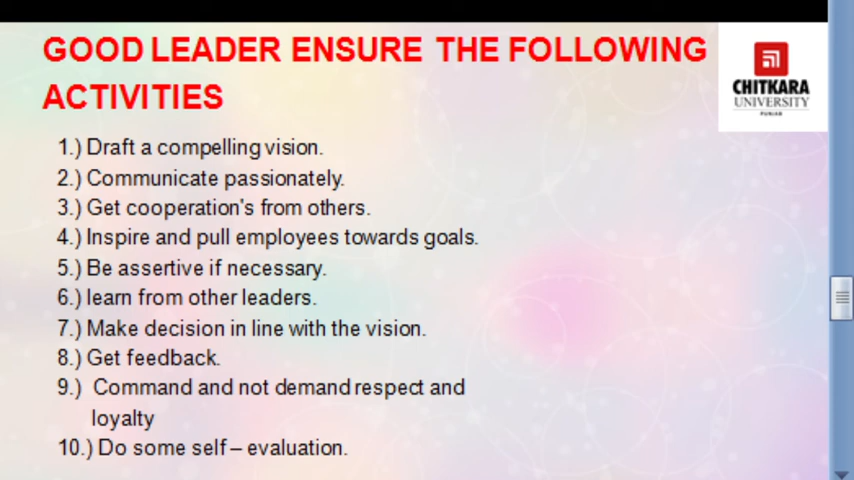 GOOD LEADER ENSURE THE FOLLOWING
ACTIVITIES
CHITKARA
UNIVERSITY
PUNJAB
1.) Draft a compelling vision.
2.) Communicate passionately.
3.) Get cooperation's from others.
4.) Inspire and pull employees towards goals.
5.) Be assertive if necessary.
6.) learn from other leaders.
7.) Make decision in line with the vision.
8.) Get feedback.
9.) Command and not demand respect and
loyalty
10.) Do some self – evaluation.